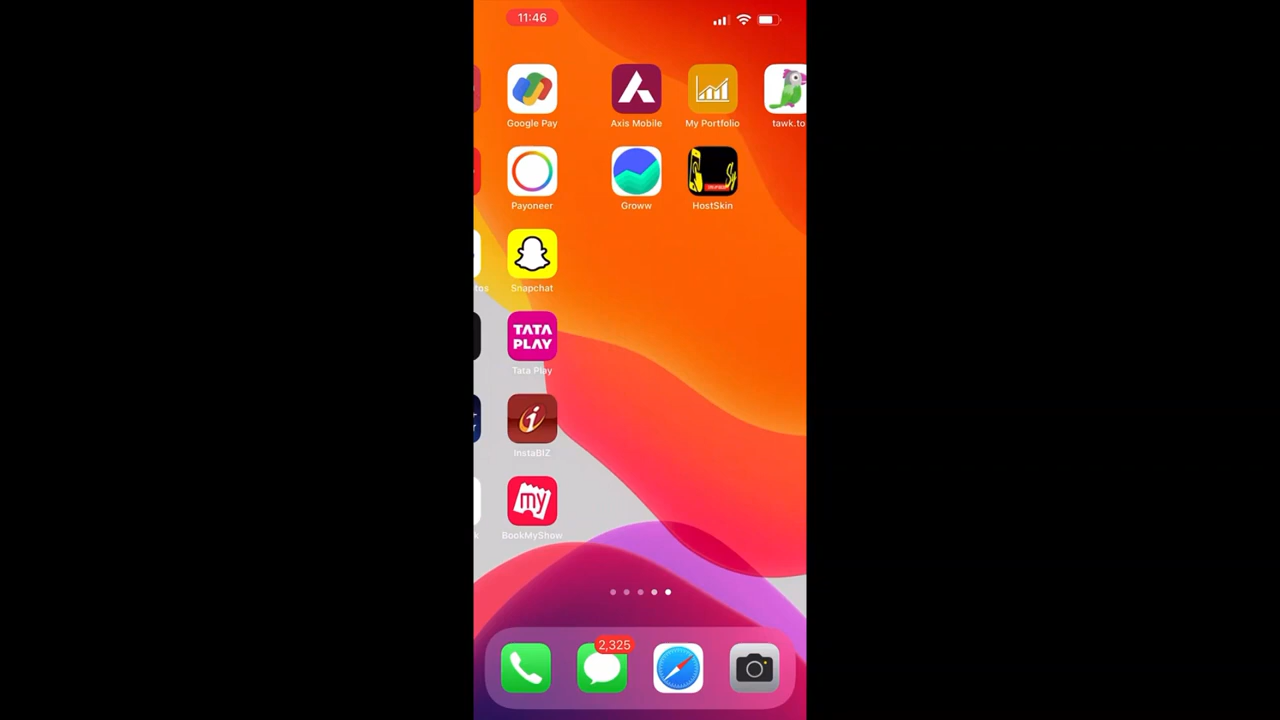 11:46
Google Pay
Axis Mobile
My Portfolio
tawk.to
Payoneer
Groww
HostSkin
tos
Snapchat
TATA
PLAY
Tata Play
i
InstaBIZ
my
k
BookMyShow
2,325